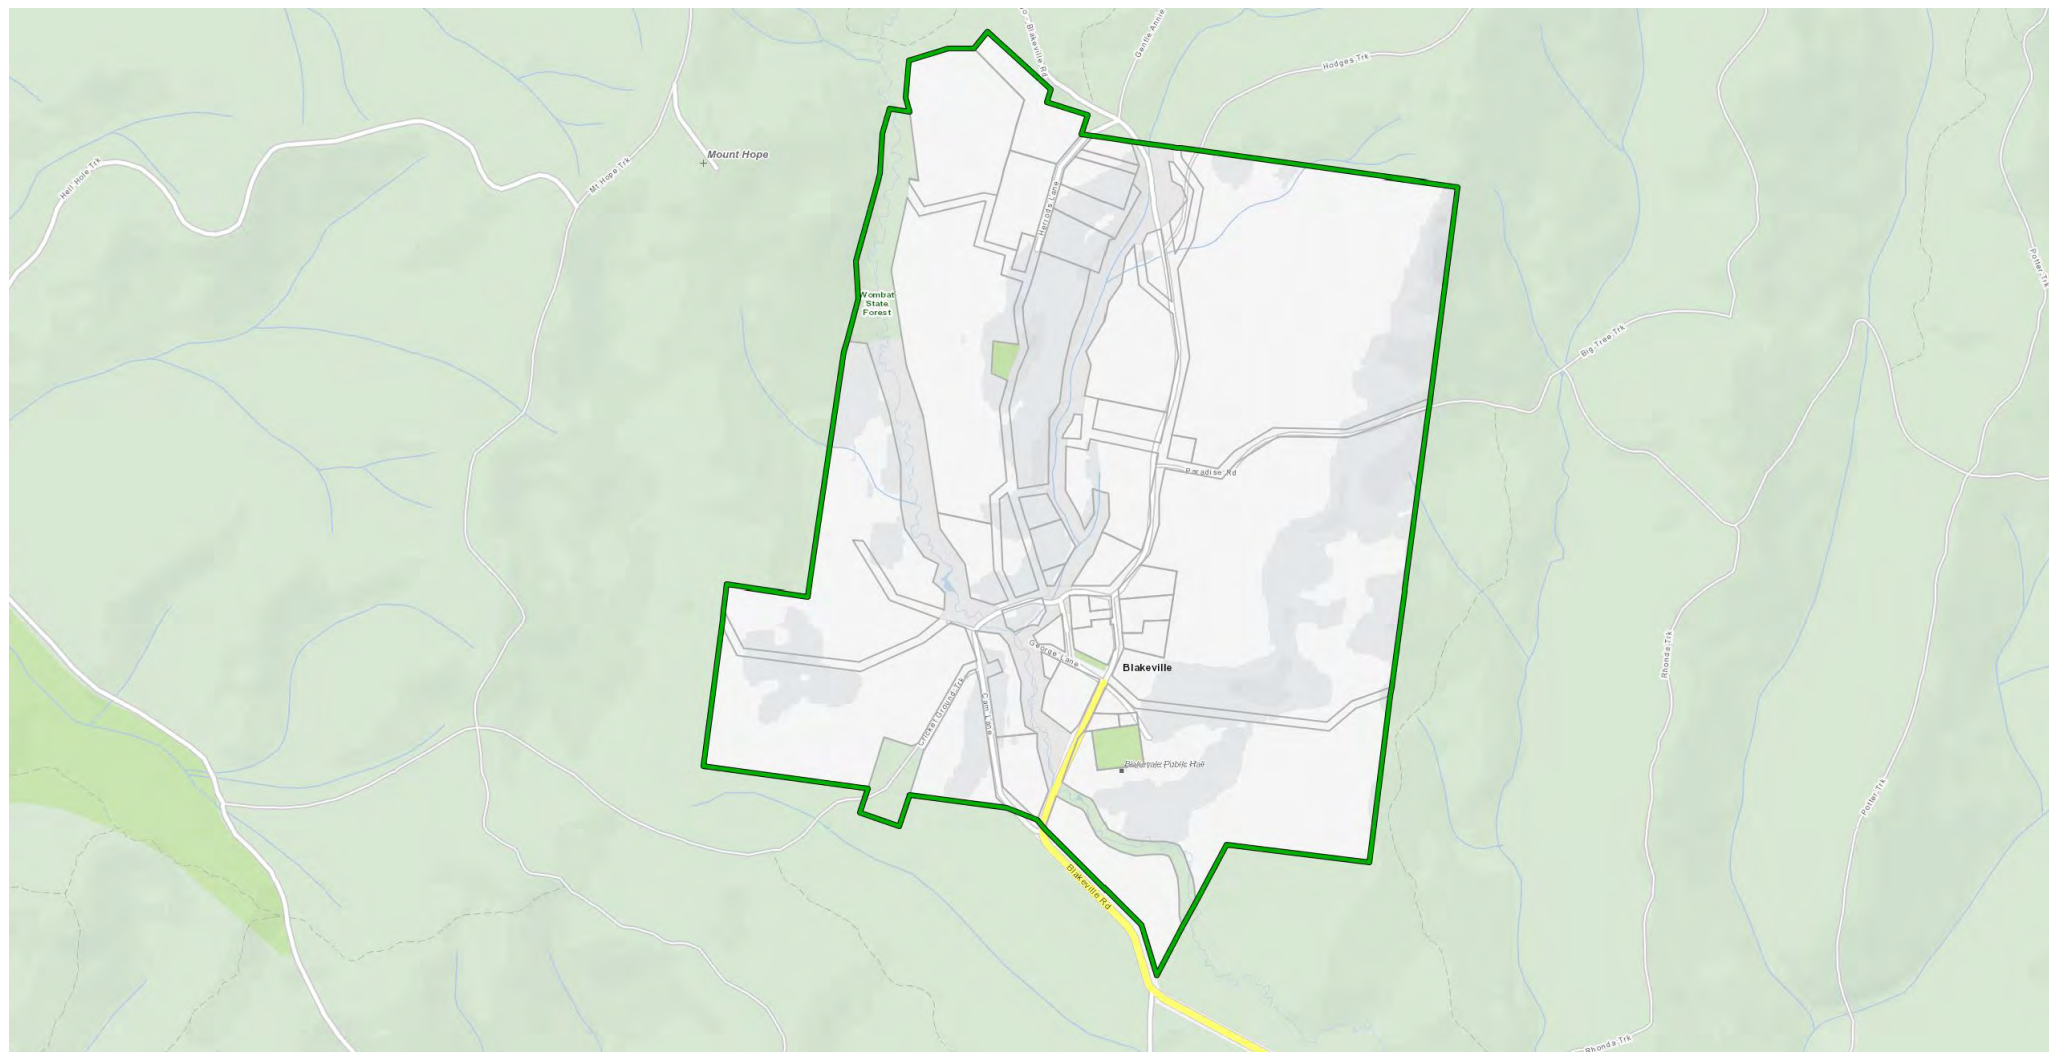 o - Blakeville Rd
Gentle Annie
Hodges Trk
Mount Hope
Hell Hole Trk
Mt Hope Trk
Herrods Lane
Potter Trk
Wombat
State
Forest
Big Tree Trk
Paradise Rd
George Lane
Blakeville
Rhonda Trk
Cricket Ground Trk
Cam Lane
Blakeville Public Hall
Potter Trk
Blakeville Rd
Rhonda Trk